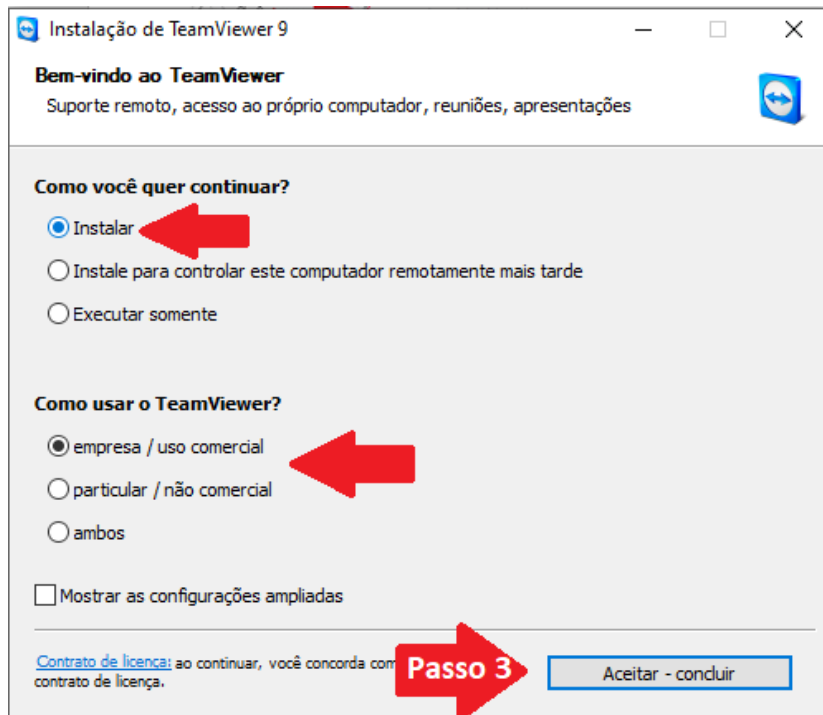 Instalação de TeamViewer 9
Bem-vindo ao TeamViewer
Suporte remoto, acesso ao próprio computador, reuniões, apresentações
Como você quer continuar?
Instalar
Instale para controlar este computador remotamente mais tarde
Executar somente
Como usar o TeamViewer?
empresa / uso comercial
particular / não comercial
ambos
Mostrar as configurações ampliadas
Contrato de licença: ao continuar, você concorda com
contrato de licença.
Passo 3
Aceitar - concluir